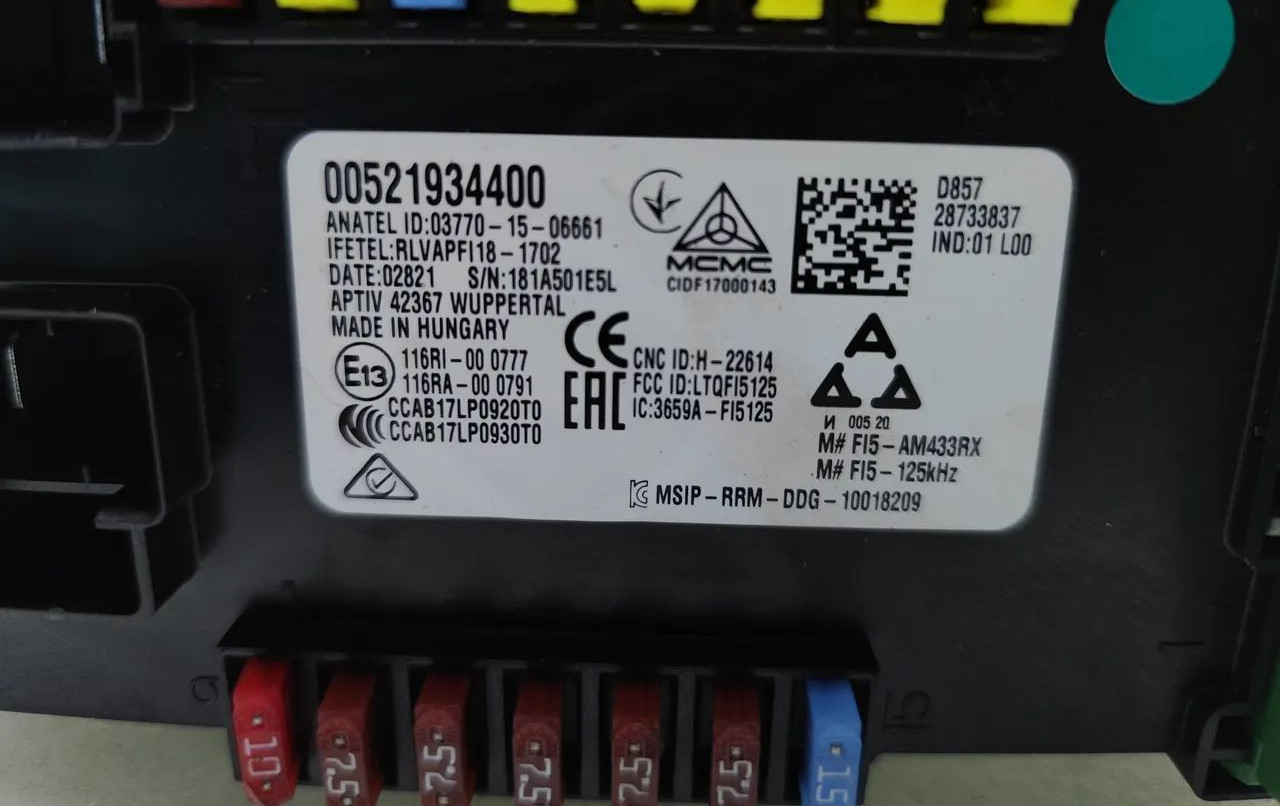 00521934400
ANATEL ID:03770-15-06661
IFETEL:RLVAPFI18-1702
DATE:02821 S/N:181A501E5L
APTIV 42367 WUPPERTAL
MADE IN HUNGARY
E13
116RI-00 0777
116RA-00 0791
CCAB17LP0920T0
CCAB17LP0930T0
MCMC
CIDF17000143
CE
EAC
CNC ID:H-22614
FCC ID:LTQFI5125
IC:3659A-FI5125
D857
28733837
IND:01 L00
И 005 20
M# FI5-AM433RX
M# FI5-125kHz
MSIP-RRM-DDG-10018209
9
15
10
7.5
7.5
7.5
7.5
7.5
15